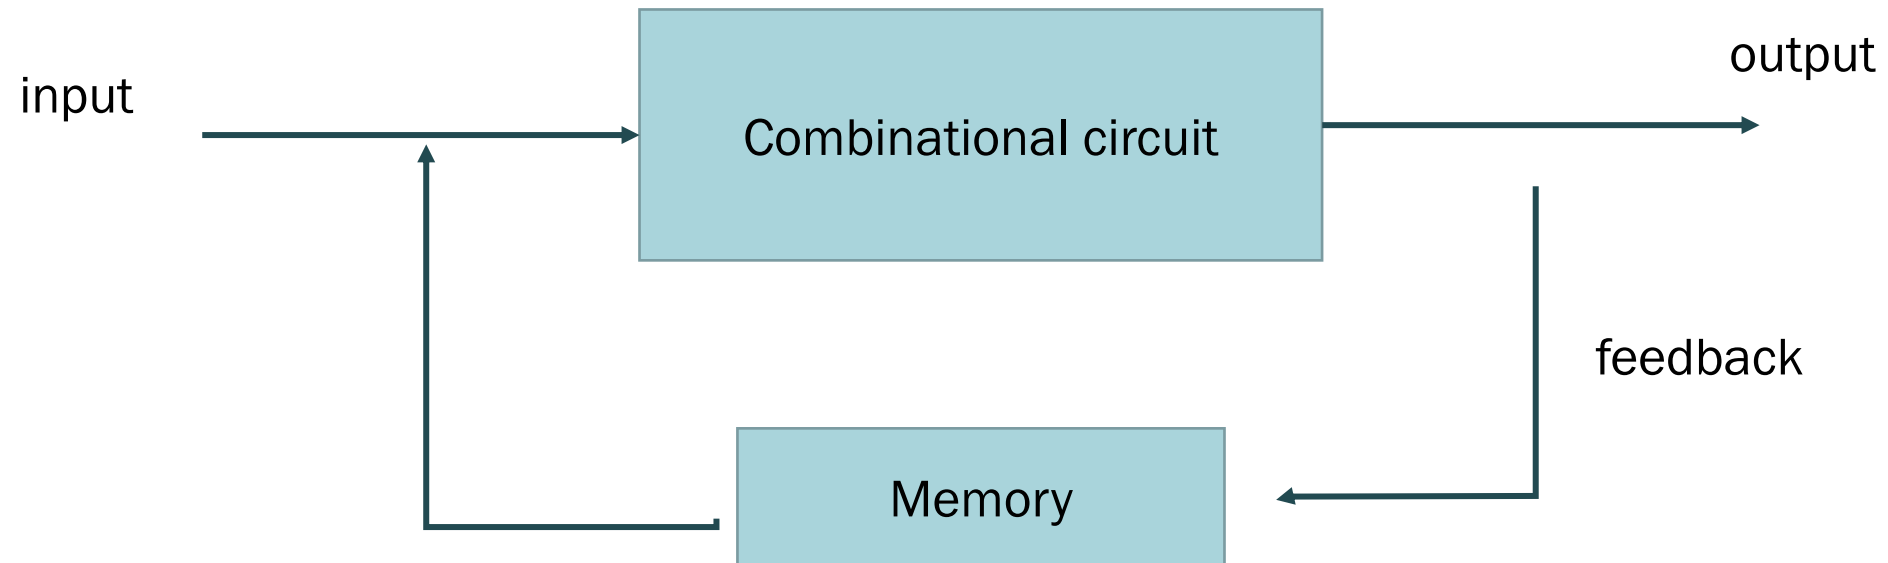 input
Combinational circuit
output
feedback
Memory